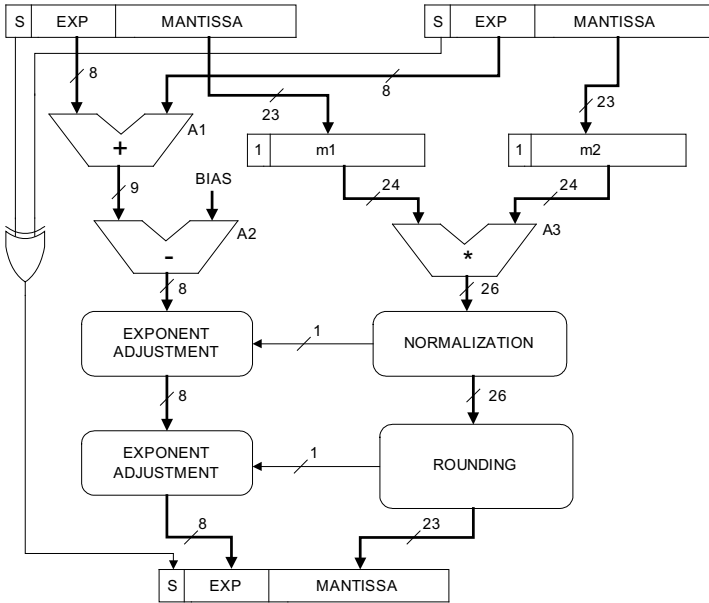 S EXP MANTISSA
S EXP MANTISSA
8
8
23
23
A1
+
1 m1
1 m2
9
BIAS
24
24
A2
-
A3
*
8
26
EXPONENT
ADJUSTMENT
1
NORMALIZATION
8
26
EXPONENT
ADJUSTMENT
1
ROUNDING
8
23
S EXP MANTISSA